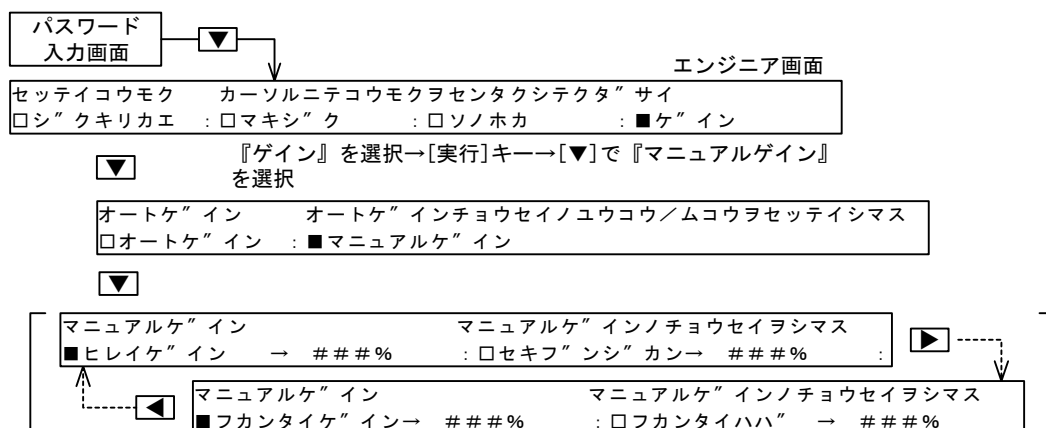 パスワード
入力画面
▼
エンジニア画面
セッテイコウモク カーソルニテコウモクヲセンタクシテクタ゛サイ
□シ゛クキリカエ :□マキシ゛ク :□ソノホカ :■ケ゛イン
▼
『ゲイン』を選択→[実行]キー→[▼]で『マニュアルゲイン』
を選択
オートケ゛イン オートケ゛インチョウセイノユウコウ／ムコウヲセッテイシマス
□オートケ゛イン :■マニュアルケ゛イン
▼
マニュアルケ゛イン マニュアルケ゛インノチョウセイヲシマス
■ヒレイケ゛イン → ＃＃＃% :□セキフ゛ンシ゛カン→ ＃＃＃% :
▶
◀
マニュアルケ゛イン マニュアルケ゛インノチョウセイヲシマス
■フカンタイケ゛イン→ ＃＃＃% :□フカンタイハハ゛ → ＃＃＃%